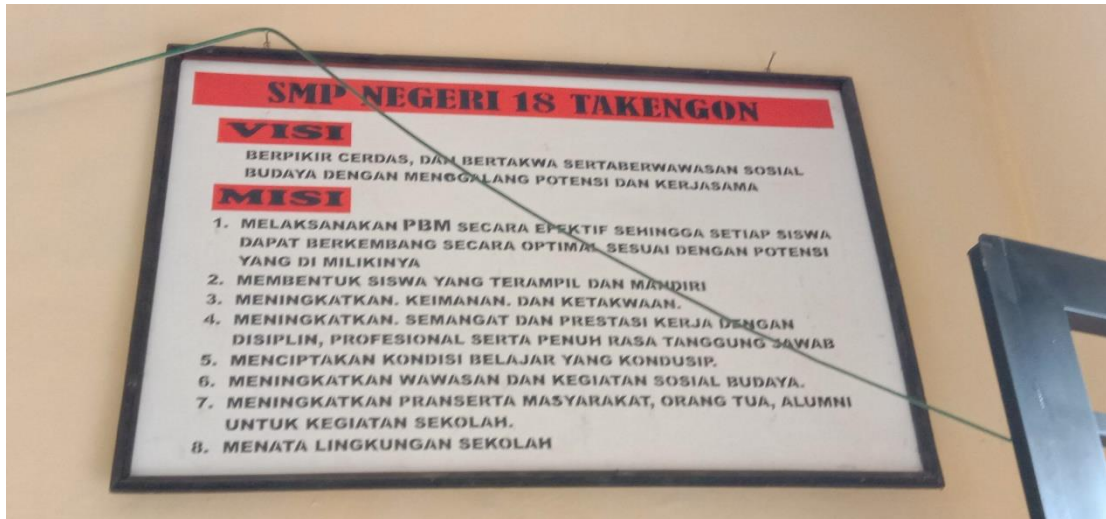 SMP NEGERI 18 TAKENGON
VISI
BERPIKIR CERDAS, DAN BERTAKWA SERTABERWAWASAN SOSIAL
BUDAYA DENGAN MENGGALANG POTENSI DAN KERJASAMA
MISI
1. MELAKSANAKAN PBM SECARA EFEKTIF SEHINGGA SETIAP SISWA
DAPAT BERKEMBANG SECARA OPTIMAL SESUAI DENGAN POTENSI
YANG DI MILIKINYA
2. MEMBENTUK SISWA YANG TERAMPIL DAN MANDIRI
3. MENINGKATKAN. KEIMANAN. DAN KETAKWAAN.
4. MENINGKATKAN. SEMANGAT DAN PRESTASI KERJA DENGAN
DISIPLIN, PROFESIONAL SERTA PENUH RASA TANGGUNG JAWAB
5. MENCIPTAKAN KONDISI BELAJAR YANG KONDUSIP.
6. MENINGKATKAN WAWASAN DAN KEGIATAN SOSIAL BUDAYA.
7. MENINGKATKAN PRANSERTA MASYARAKAT, ORANG TUA, ALUMNI
UNTUK KEGIATAN SEKOLAH.
8. MENATA LINGKUNGAN SEKOLAH